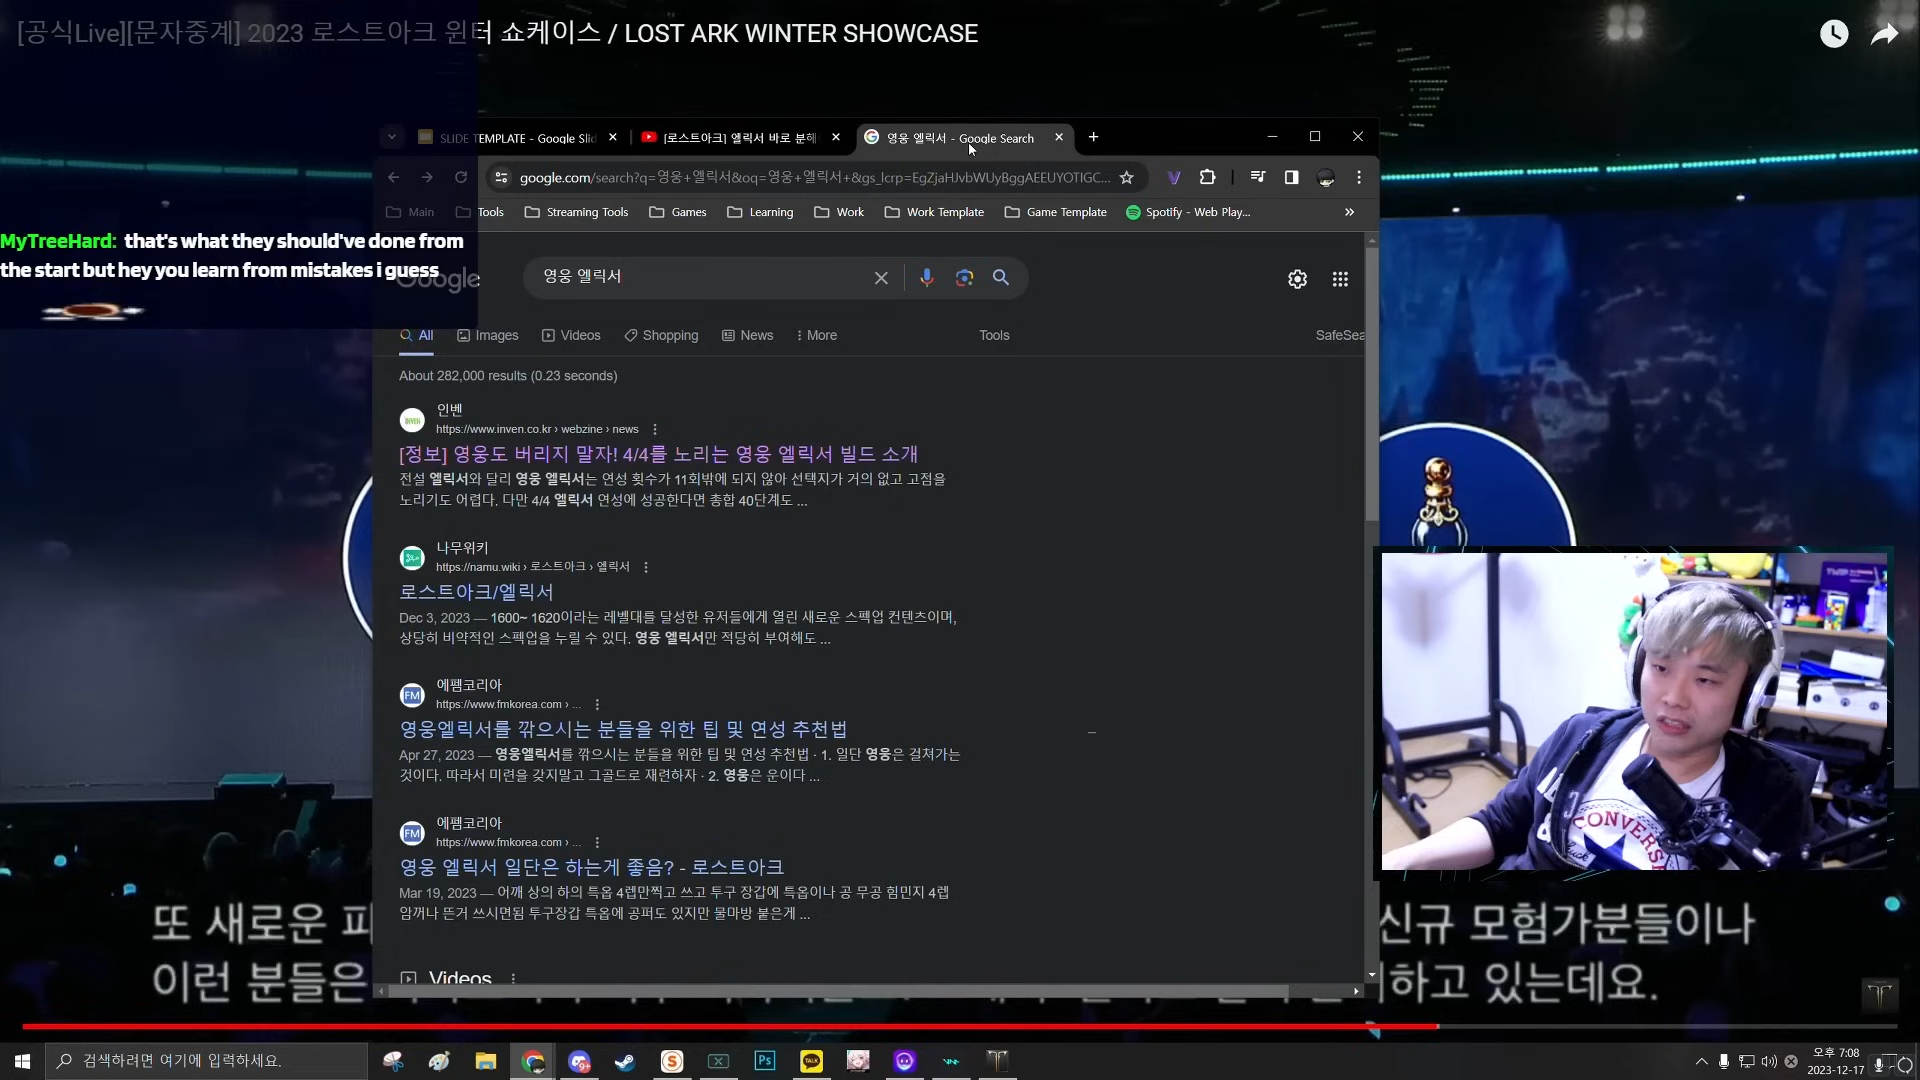 [공식Live][문자중계] 2023 로스트아크 윈터 쇼케이스 / LOST ARK WINTER SHOWCASE
SLIDE TEMPLATE - Google Slid
[로스트아크] 엘릭서 바로 분해
영웅 엘릭서 - Google Search
google.com/search?q=영웅+엘릭서&oq=영웅+엘릭서+&gs_lcrp=EgZjaHJvbWUyBggAEEUYOTIGC...
Main
Tools
Streaming Tools
Games
Learning
Work
Work Template
Game Template
Spotify - Web Play...
MyTreeHard: that's what they should've done from
the start but hey you learn from mistakes i guess
Google
영웅 엘릭서
All
Images
Videos
Shopping
News
More
Tools
SafeSea
About 282,000 results (0.23 seconds)
인벤
INVEN
https://www.inven.co.kr › webzine › news
[정보] 영웅도 버리지 말자! 4/4를 노리는 영웅 엘릭서 빌드 소개
전설 엘릭서와 달리 영웅 엘릭서는 연성 횟수가 11회밖에 되지 않아 선택지가 거의 없고 고점을
노리기도 어렵다. 다만 4/4 엘릭서 연성에 성공한다면 총합 40단계도 ...
나무위키
https://namu.wiki › 로스트아크 › 엘릭서
로스트아크/엘릭서
Dec 3, 2023 — 1600~ 1620이라는 레벨대를 달성한 유저들에게 열린 새로운 스펙업 컨텐츠이며,
상당히 비약적인 스펙업을 누릴 수 있다. 영웅 엘릭서만 적당히 부여해도 ...
에펨코리아
FM
https://www.fmkorea.com › ...
영웅엘릭서를 깎으시는 분들을 위한 팁 및 연성 추천법
Apr 27, 2023 — 영웅엘릭서를 깎으시는 분들을 위한 팁 및 연성 추천법 · 1. 일단 영웅은 걸쳐가는
것이다. 따라서 미련을 갖지말고 그골드로 재련하자 · 2. 영웅은 운이다 ...
에펨코리아
FM
https://www.fmkorea.com › ...
영웅 엘릭서 일단은 하는게 좋음? - 로스트아크
Mar 19, 2023 — 어깨 상의 하의 특옵 4렙만찍고 쓰고 투구 장갑에 특옵이나 공 무공 힘민지 4렙
암꺼나 뜬거 쓰시면됨 투구장갑 특옵에 공퍼도 있지만 물마방 붙은게 ...
Videos
CONVERS
또 새로운
신규 모험가분들이나
이런 분들은
하고 있는데요.
검색하려면 여기에 입력하세요.
Ps
TALK
오후 7:08
2023-12-17